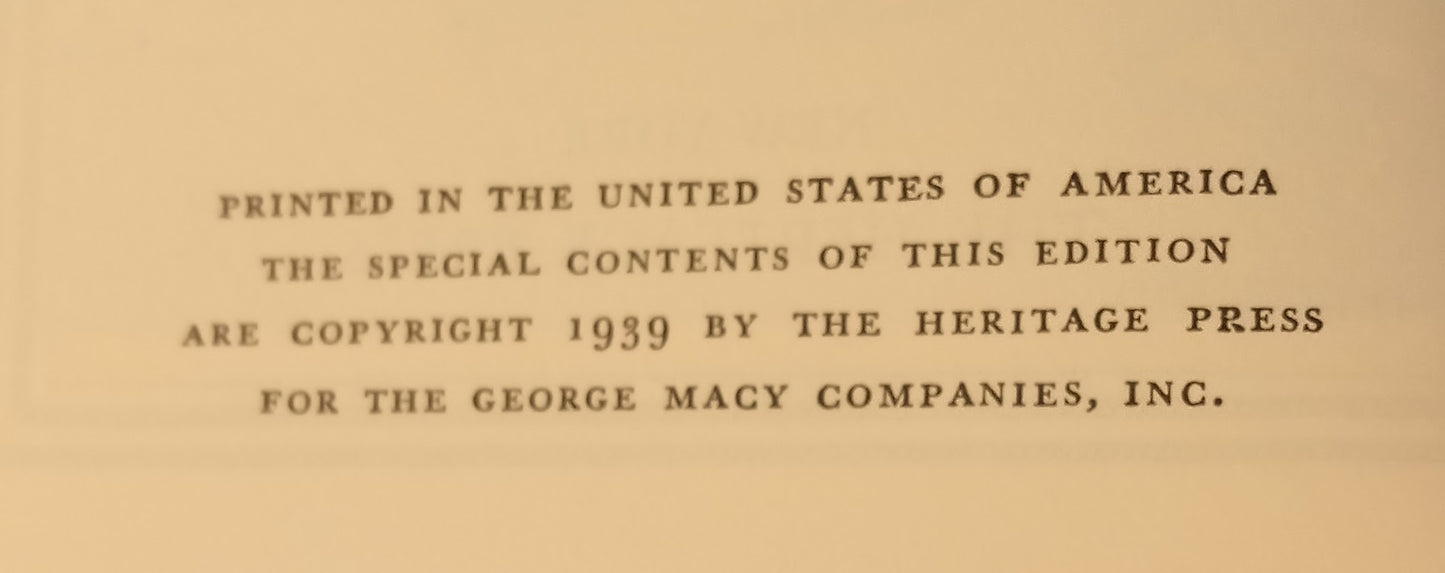 PRINTED IN THE UNITED STATES OF AMERICA
THE SPECIAL CONTENTS OF THIS EDITION
ARE COPYRIGHT 1939 BY THE HERITAGE PRESS
FOR THE GEORGE MACY COMPANIES, INC.